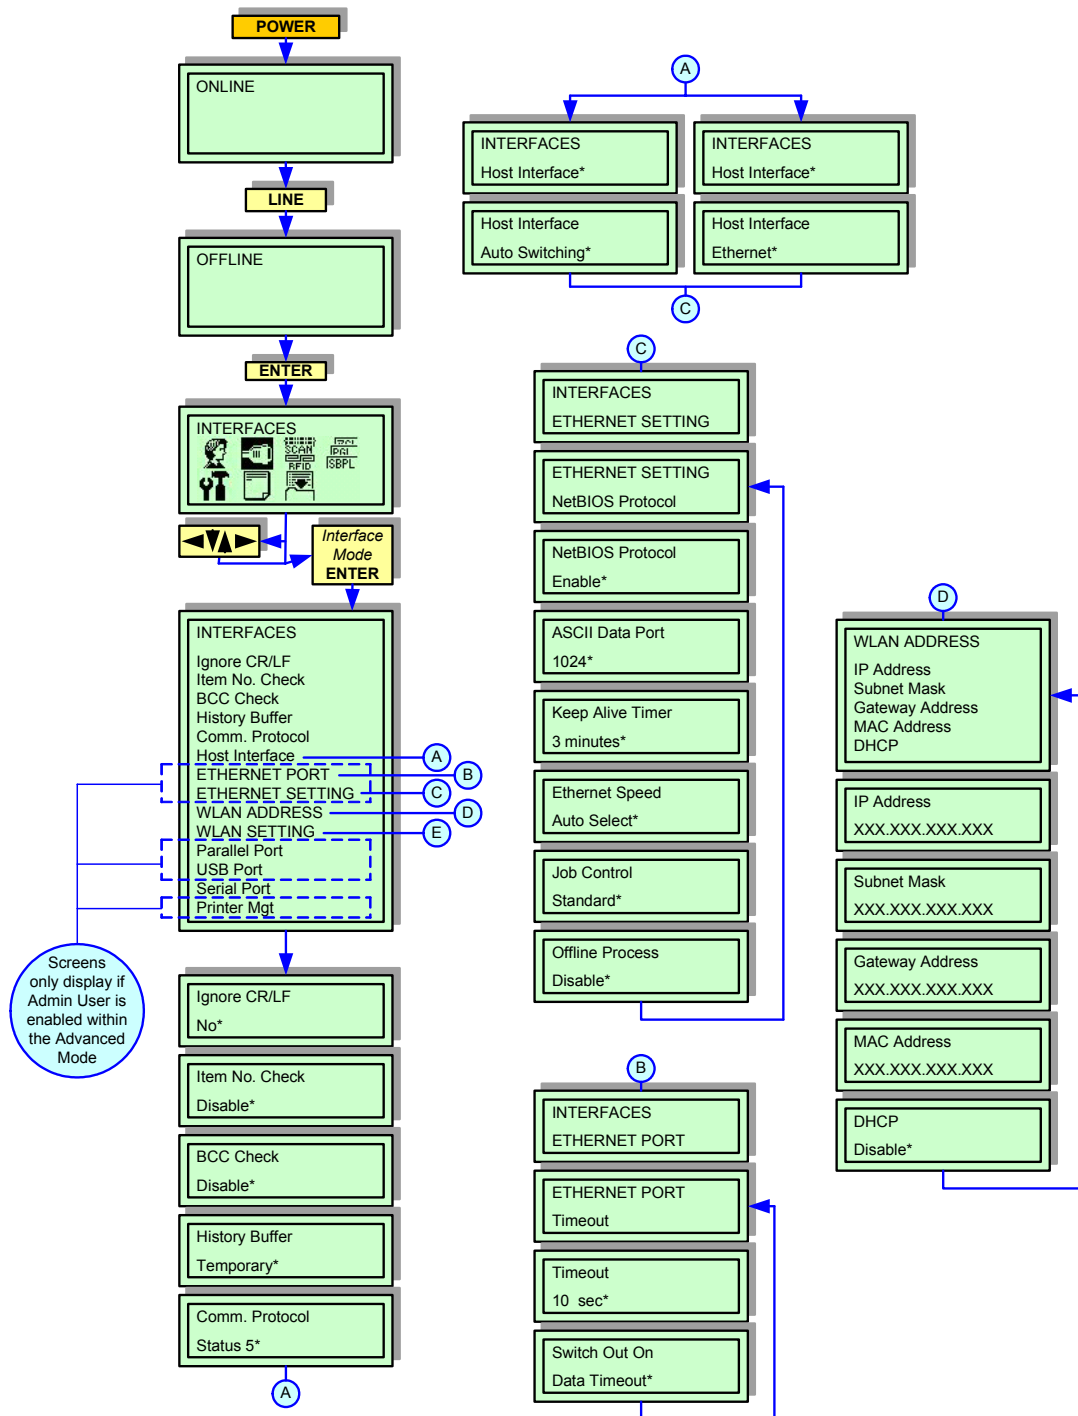 POWER
ONLINE
LINE
OFFLINE
ENTER
INTERFACES
SCAN
RFID
PGL
SBPL
Interface
Mode
ENTER
INTERFACES
Ignore CR/LF
Item No. Check
BCC Check
History Buffer
Comm. Protocol
Host Interface
A
ETHERNET PORT
B
ETHERNET SETTING
C
WLAN ADDRESS
D
WLAN SETTING
E
Parallel Port
USB Port
Serial Port
Printer Mgt
Screens
only display if
Admin User is
enabled within
the Advanced
Mode
Ignore CR/LF
No*
Item No. Check
Disable*
BCC Check
Disable*
History Buffer
Temporary*
Comm. Protocol
Status 5*
A
A
INTERFACES
Host Interface*
Host Interface
Auto Switching*
INTERFACES
Host Interface*
Host Interface
Ethernet*
C
C
INTERFACES
ETHERNET SETTING
ETHERNET SETTING
NetBIOS Protocol
NetBIOS Protocol
Enable*
ASCII Data Port
1024*
Keep Alive Timer
3 minutes*
Ethernet Speed
Auto Select*
Job Control
Standard*
Offline Process
Disable*
B
INTERFACES
ETHERNET PORT
ETHERNET PORT
Timeout
Timeout
10 sec*
Switch Out On
Data Timeout*
D
WLAN ADDRESS
IP Address
Subnet Mask
Gateway Address
MAC Address
DHCP
IP Address
XXX.XXX.XXX.XXX
Subnet Mask
XXX.XXX.XXX.XXX
Gateway Address
XXX.XXX.XXX.XXX
MAC Address
XXX.XXX.XXX.XXX
DHCP
Disable*